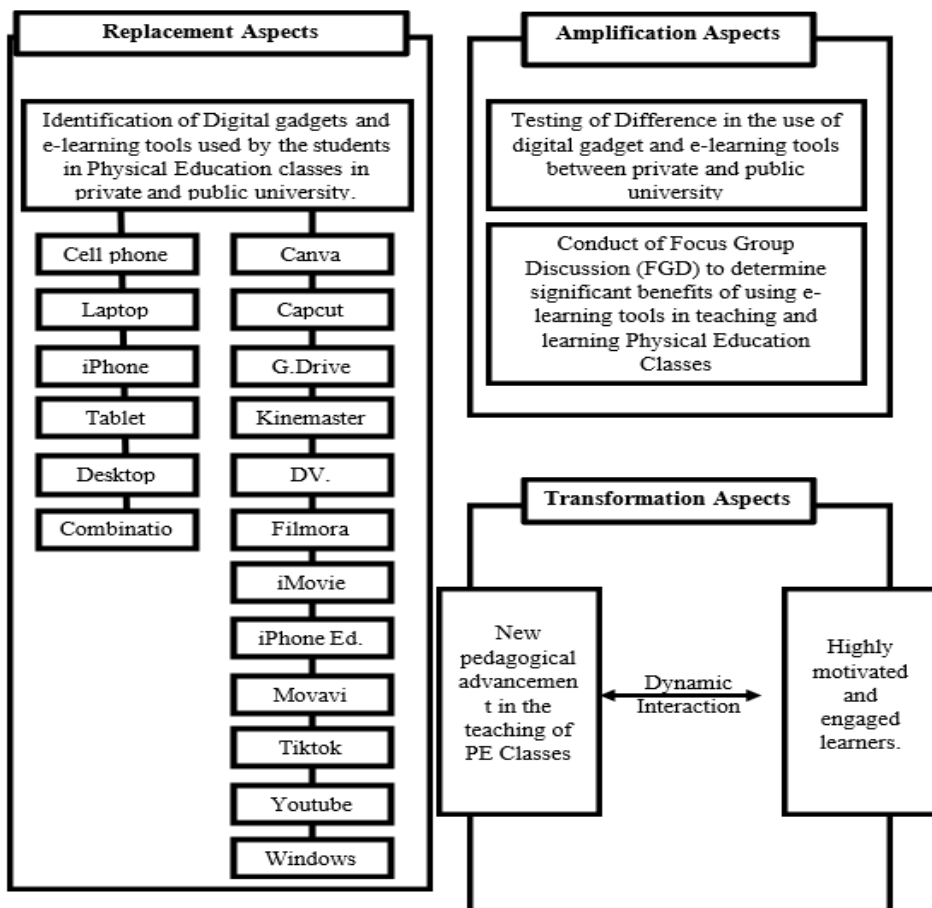 Replacement Aspects
Identification of Digital gadgets and
e-learning tools used by the students
in Physical Education classes in
private and public university.
Cell phone
Laptop
iPhone
Tablet
Desktop
Combinatio
Canva
Capcut
G.Drive
Kinemaster
DV.
Filmora
iMovie
iPhone Ed.
Movavi
Tiktok
Youtube
Windows
Amplification Aspects
Testing of Difference in the use of
digital gadget and e-learning tools
between private and public
university
Conduct of Focus Group
Discussion (FGD) to determine
significant benefits of using e-
learning tools in teaching and
learning Physical Education
Classes
Transformation Aspects
New
pedagogical
advancemen
t in the
teaching of
PE Classes
Dynamic
Interaction
Highly
motivated
and
engaged
learners.